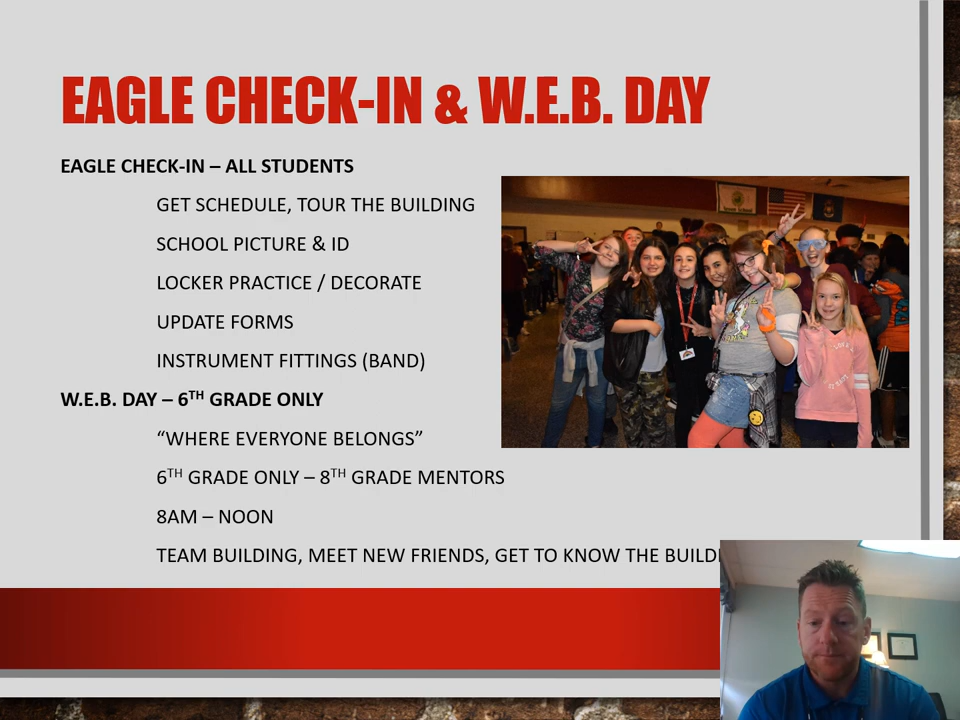 EAGLE CHECK-IN & W.E.B. DAY
EAGLE CHECK-IN – ALL STUDENTS
GET SCHEDULE, TOUR THE BUILDING
SCHOOL PICTURE & ID
LOCKER PRACTICE / DECORATE
UPDATE FORMS
INSTRUMENT FITTINGS (BAND)
W.E.B. DAY – 6TH GRADE ONLY
“WHERE EVERYONE BELONGS”
6TH GRADE ONLY – 8TH GRADE MENTORS
8AM – NOON
TEAM BUILDING, MEET NEW FRIENDS, GET TO KNOW THE